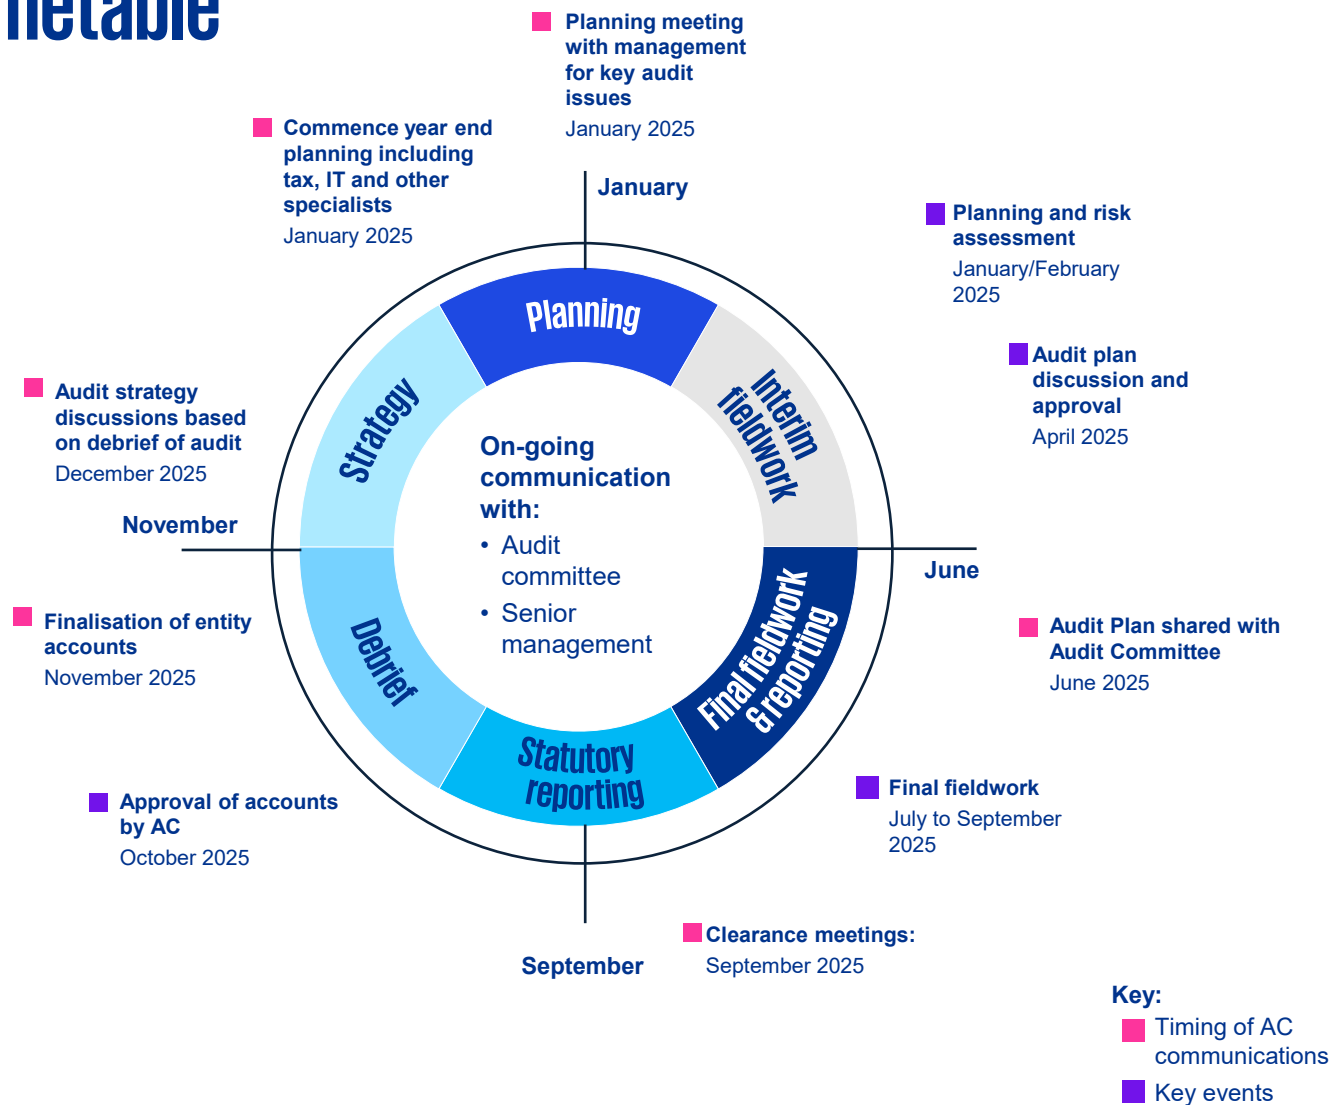 Planning meeting
with management
for key audit
issues
January 2025
Commence year end
planning including
tax, IT and other
specialists
January 2025
January
Planning and risk
assessment
January/February
2025
Audit plan
discussion and
approval
April 2025
Planning
Interim
fieldwork
Strategy
Audit strategy
discussions based
on debrief of audit
December 2025
November
On-going
communication
with:
• Audit
committee
• Senior
management
June
Final fieldwork
& reporting
Audit Plan shared with
Audit Committee
June 2025
Finalisation of entity
accounts
November 2025
Debrief
Statutory
reporting
Final fieldwork
July to September
2025
Approval of accounts
by AC
October 2025
Clearance meetings:
September 2025
September
Key:
Timing of AC
communications
Key events